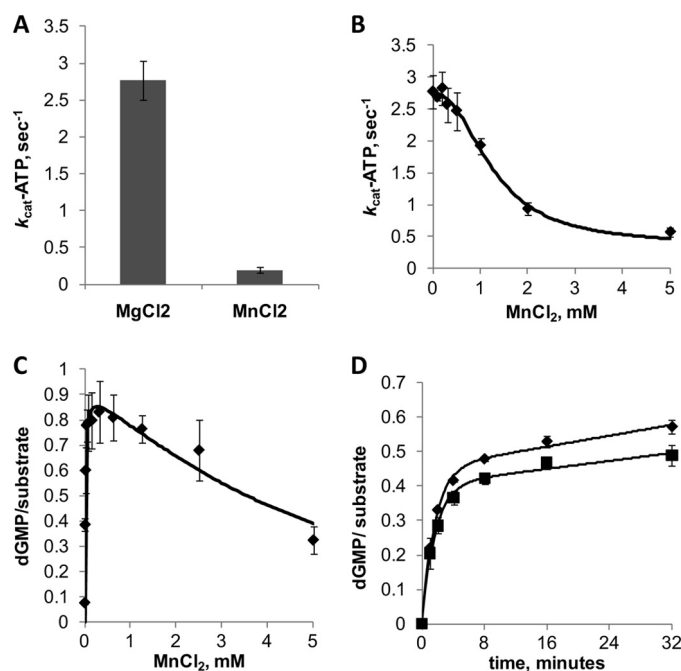 A
k_cat-ATP, sec⁻¹
3.5
3
2.5
2
1.5
1
0.5
0
MgCl2 MnCl2
B
k_cat-ATP, sec⁻¹
3.5
3
2.5
2
1.5
1
0.5
0
0 1 2 3 4 5
MnCl₂, mM
C
dGMP/substrate
1
0.9
0.8
0.7
0.6
0.5
0.4
0.3
0.2
0.1
0
0 1 2 3 4 5
MnCl₂, mM
D
dGMP/ substrate
0.7
0.6
0.5
0.4
0.3
0.2
0.1
0
0 8 16 24 32
time, minutes